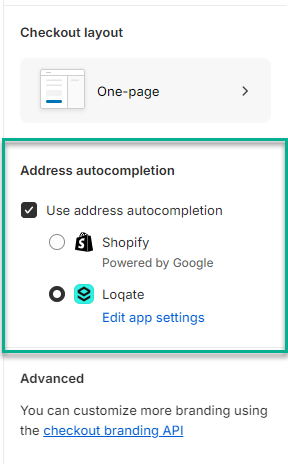 Checkout layout
One-page
Address autocompletion
Use address autocompletion
Shopify
Powered by Google
Loqate
Edit app settings
Advanced
You can customize more branding using
the checkout branding API